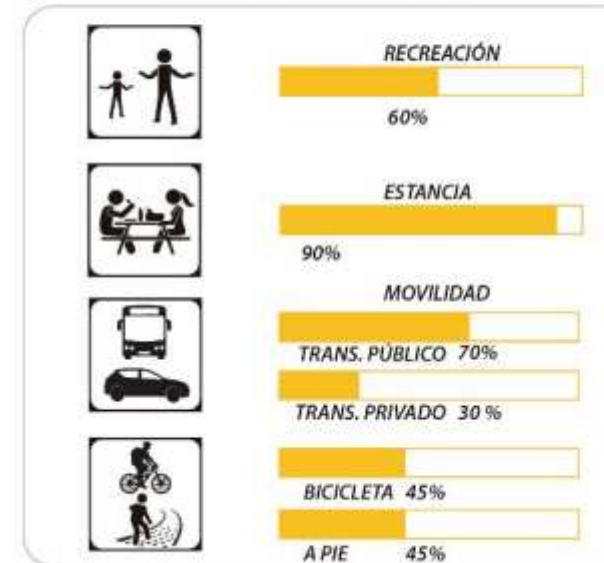 RECREACIÓN
60%
ESTANCIA
90%
MOVILIDAD
TRANS. PÚBLICO 70%
TRANS. PRIVADO 30 %
BICICLETA 45%
A PIE 45%